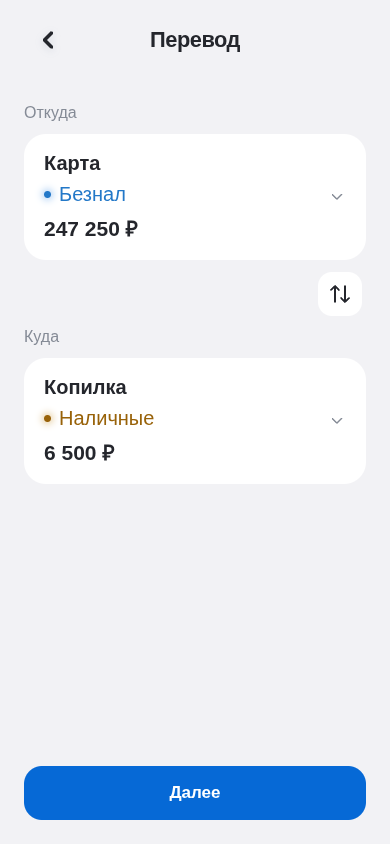 Перевод
Откуда
Карта
Безнал
247 250 ₽
Куда
Копилка
Наличные
6 500 ₽
Далее